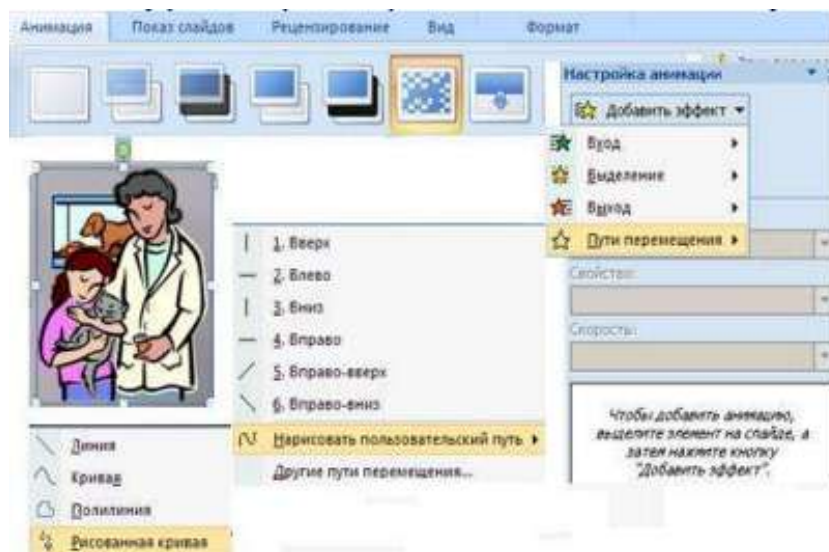 Анимация Показ слайдов Рецензирование Вид Формат
Настройка анимации
Добавить эффект
Вход
Выделение
Выход
Пути перемещения
Свойство:
Скорость:
Чтобы добавить анимацию,
выделите элемент на слайде, а
затем нажмите кнопку
"Добавить эффект".
1. Вверх
2. Влево
3. Вниз
4. Вправо
5. Вправо-вверх
6. Вправо-вниз
Нарисовать пользовательский путь
Другие пути перемещения...
Линия
Кривая
Полилиния
Рисованная кривая